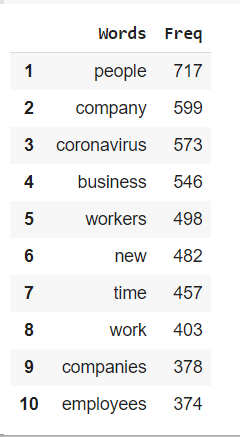 Words Freq
1 people 717
2 company 599
3 coronavirus 573
4 business 546
5 workers 498
6 new 482
7 time 457
8 work 403
9 companies 378
10 employees 374